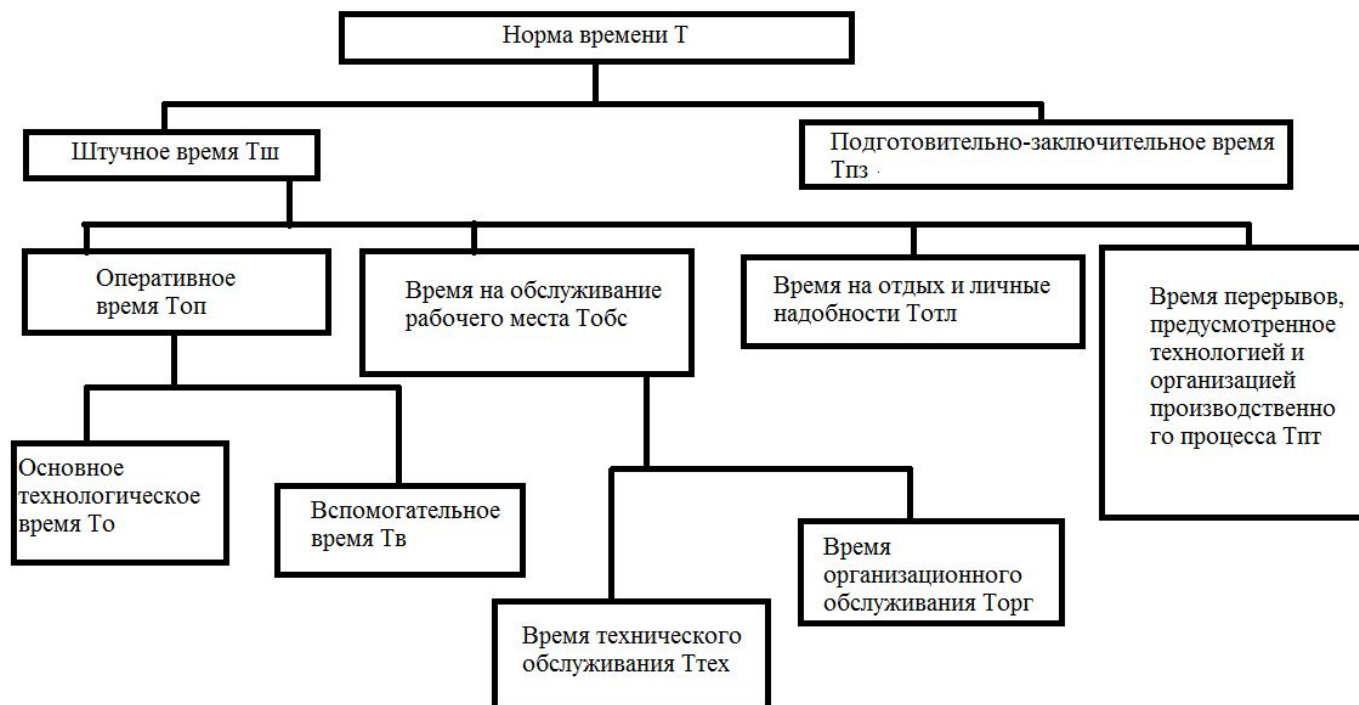 Норма времени Т
Штучное время Тш
Подготовительно-заключительное время
Тпз .
Оперативное
время Топ
Время на обслуживание
рабочего места Тобс
Время на отдых и личные
надобности Тотл
Время перерывов,
предусмотренное
технологией и
организацией
производственно
го процесса Тпт
Основное
технологическое
время То
Вспомогательное
время Тв
Время
организационного
обслуживания Торг
Время технического
обслуживания Ттех